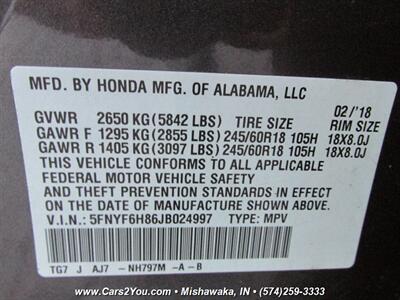 MFD. BY HONDA MFG. OF ALABAMA, LLC
02/'18
GVWR 2650 KG(5842 LBS) TIRE SIZE RIM SIZE
GAWR F 1295 KG(2855 LBS) 245/60R18 105H 18X8.0J
GAWR R 1405 KG(3097 LBS) 245/60R18 105H 18X8.0J
THIS VEHICLE CONFORMS TO ALL APPLICABLE
FEDERAL MOTOR VEHICLE SAFETY
AND THEFT PREVENTION STANDARDS IN EFFECT
ON THE DATE OF MANUFACTURE SHOWN ABOVE.
V.I.N.: 5FNYF6H86JB024997 TYPE: MPV
TG7 J AJ7 -NH797M -A-B
www.Cars2You.com - Mishawaka, IN - (574)259-3333